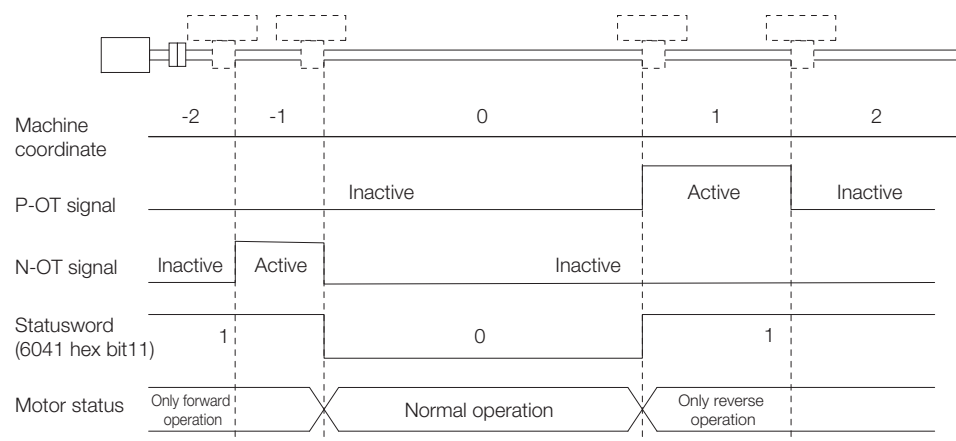 -2 -1 0 1 2
Machine
coordinate
Inactive Active Inactive
P-OT signal
N-OT signal Inactive Active Inactive
Statusword
(6041 hex bit11) 1 0 1
Motor status Only forward
operation Normal operation Only reverse
operation